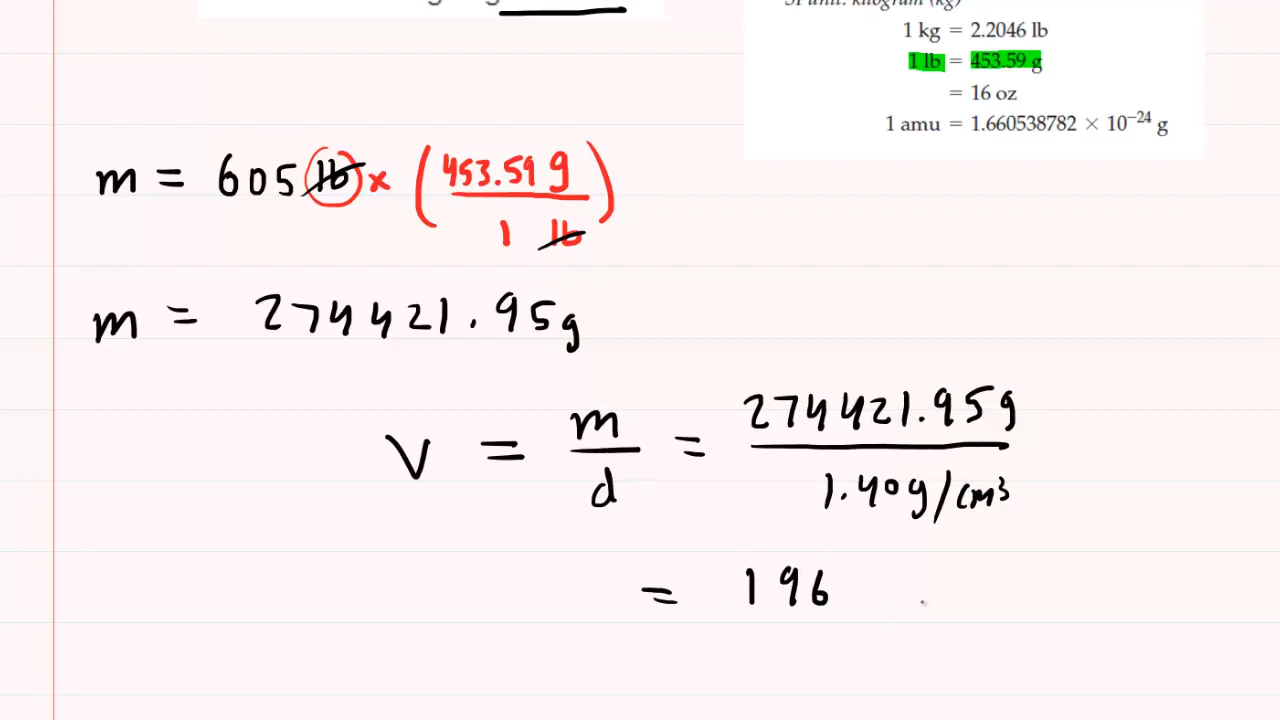 SI unit: kilogram (kg)
1 kg = 2.2046 lb
1 lb = 453.59 g
= 16 oz
1 amu = 1.660538782 × 10⁻²⁴ g
m = 605 lb × (453.59 g / 1 lb)
m = 274421.95g
V = m/d = 274421.95g / 1.40g/cm³
= 196